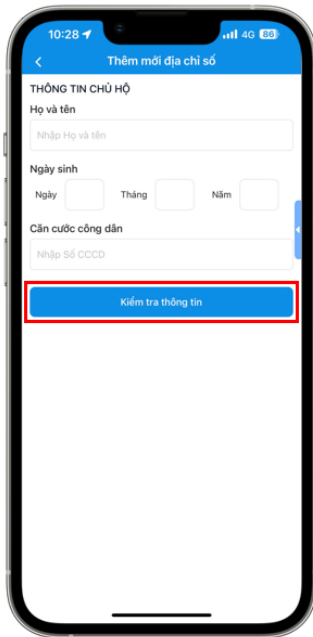 10:28 4G 86
Thêm mới địa chỉ số
THÔNG TIN CHỦ HỘ
Họ và tên
Nhập Họ và tên
Ngày sinh
Ngày Tháng Năm
Căn cước công dân
Nhập Số CCCD
Kiểm tra thông tin